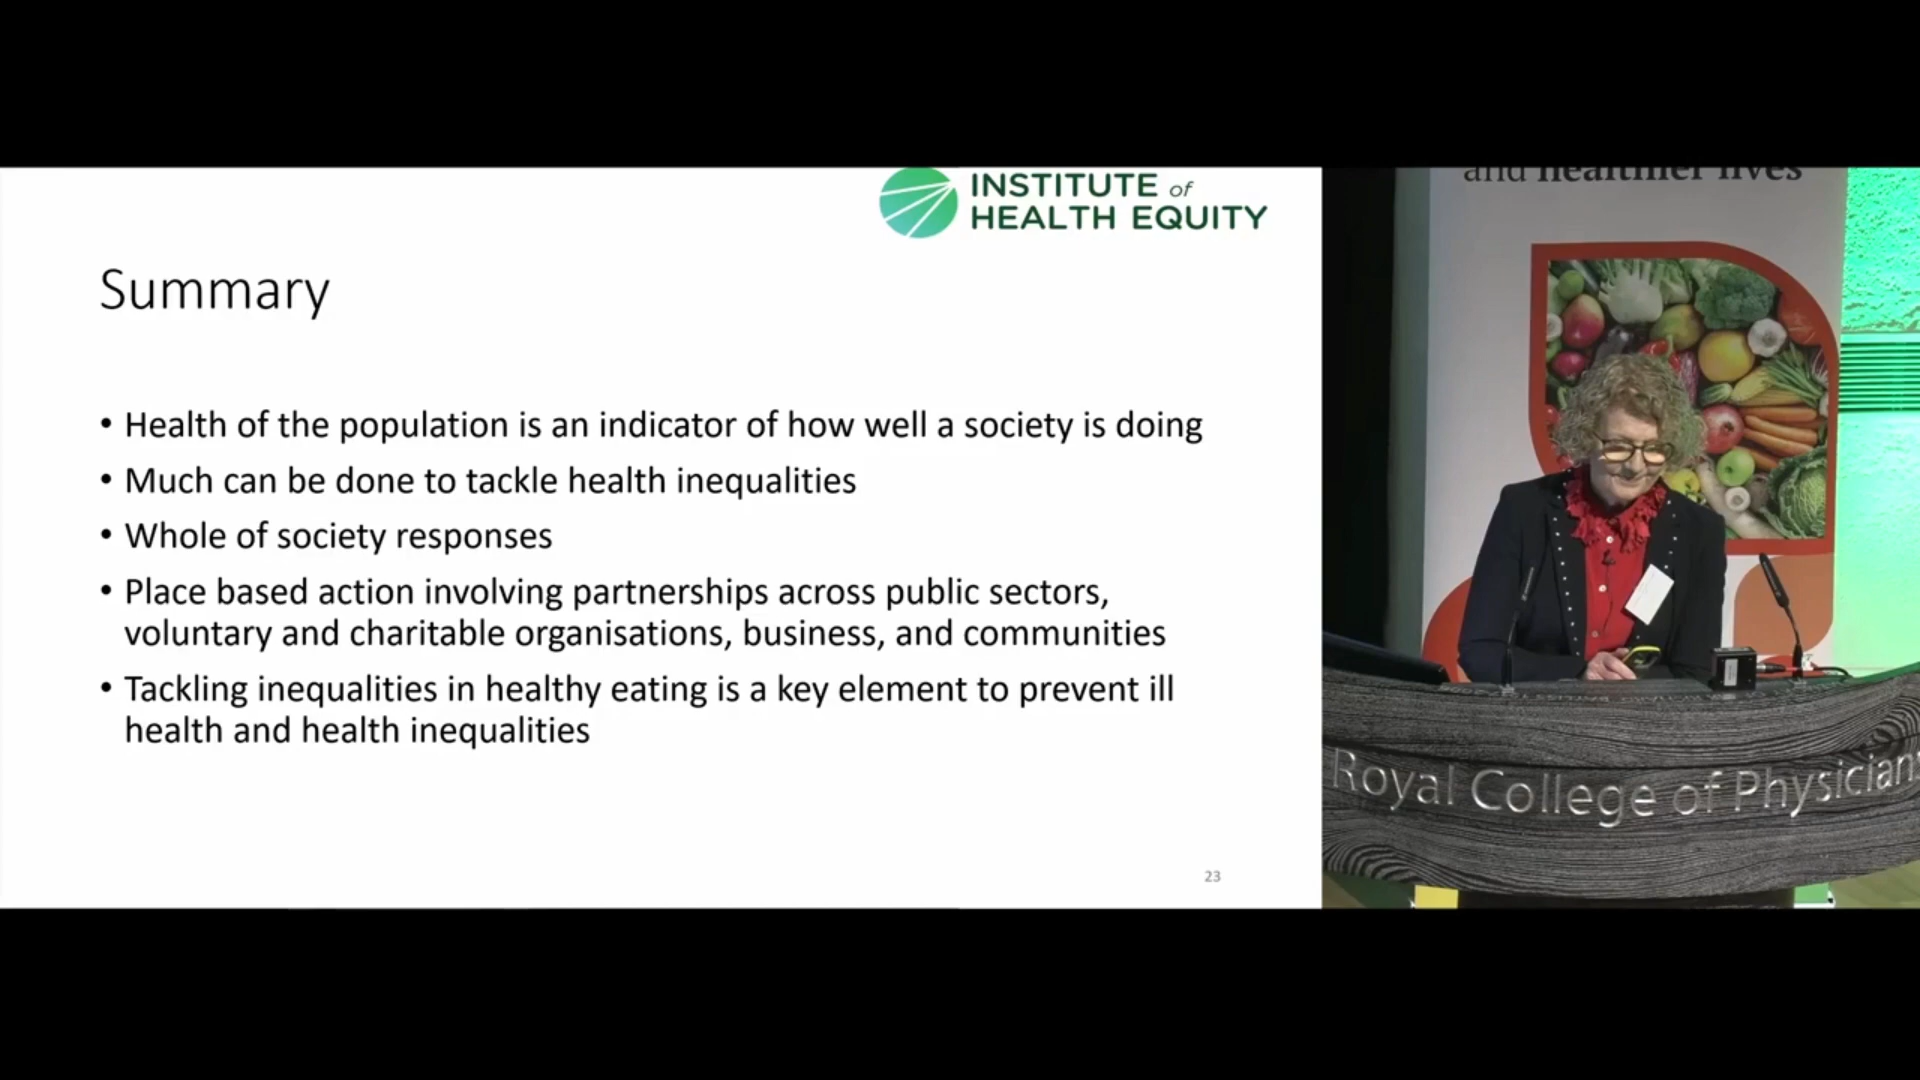 INSTITUTE of
HEALTH EQUITY
Summary
• Health of the population is an indicator of how well a society is doing
• Much can be done to tackle health inequalities
• Whole of society responses
• Place based action involving partnerships across public sectors,
voluntary and charitable organisations, business, and communities
• Tackling inequalities in healthy eating is a key element to prevent ill
health and health inequalities
23
and healthier lives
Royal College of Physicians